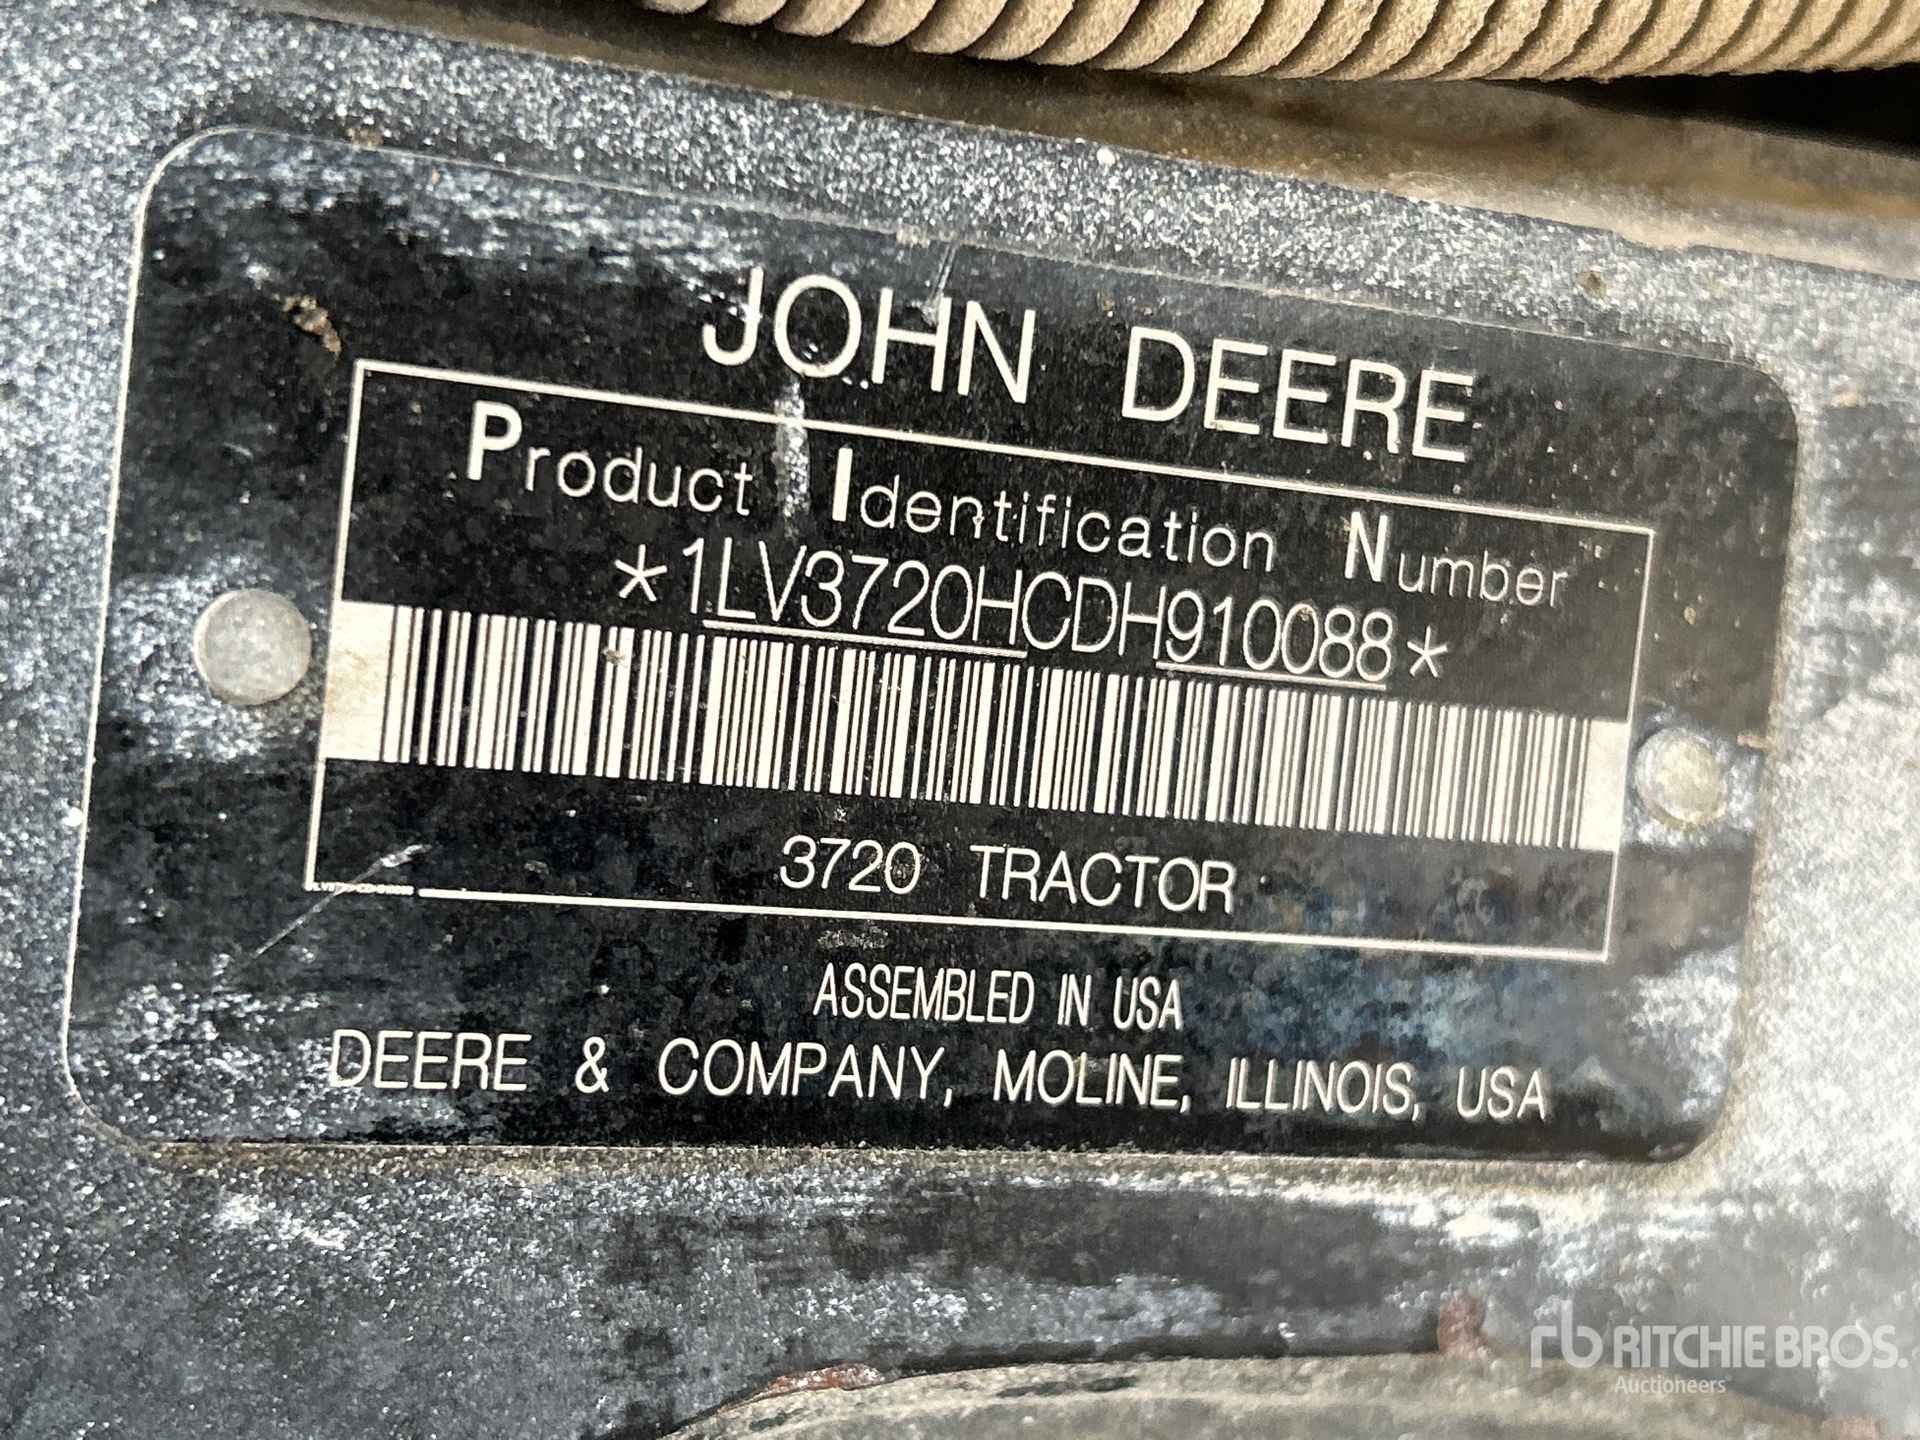 JOHN DEERE
Product Identification Number
*1LV3720HCDH910088*
3720 TRACTOR
ASSEMBLED IN USA
DEERE & COMPANY, MOLINE, ILLINOIS, USA
rb RITCHIE BROS.
Auctioneers